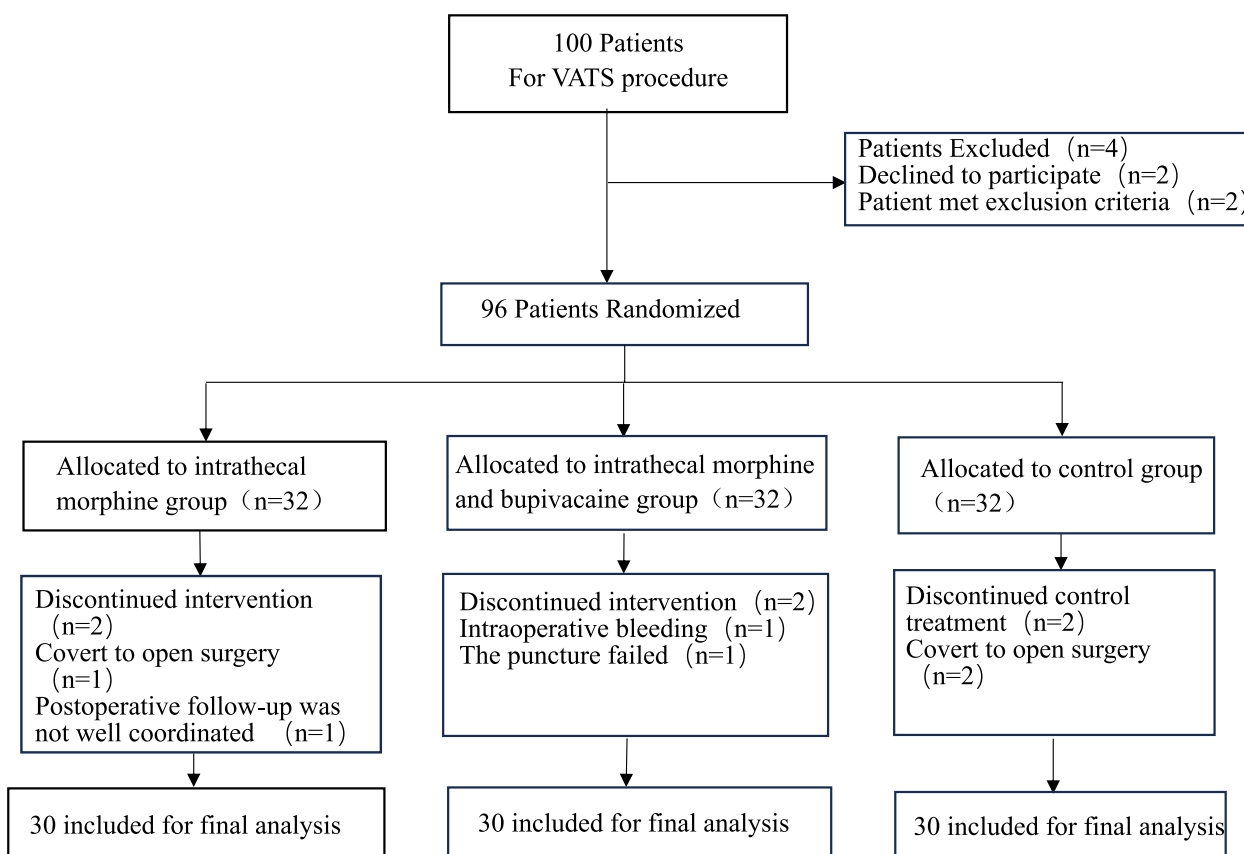 100 Patients
For VATS procedure
Patients Excluded（n=4）
Declined to participate（n=2）
Patient met exclusion criteria（n=2）
96 Patients Randomized
Allocated to intrathecal
morphine group（n=32）
Allocated to intrathecal morphine
and bupivacaine group（n=32）
Allocated to control group
（n=32）
Discontinued intervention
（n=2）
Covert to open surgery
（n=1）
Postoperative follow-up was
not well coordinated （n=1）
Discontinued intervention（n=2）
Intraoperative bleeding（n=1）
The puncture failed（n=1）
Discontinued control
treatment（n=2）
Covert to open surgery
（n=2）
30 included for final analysis
30 included for final analysis
30 included for final analysis